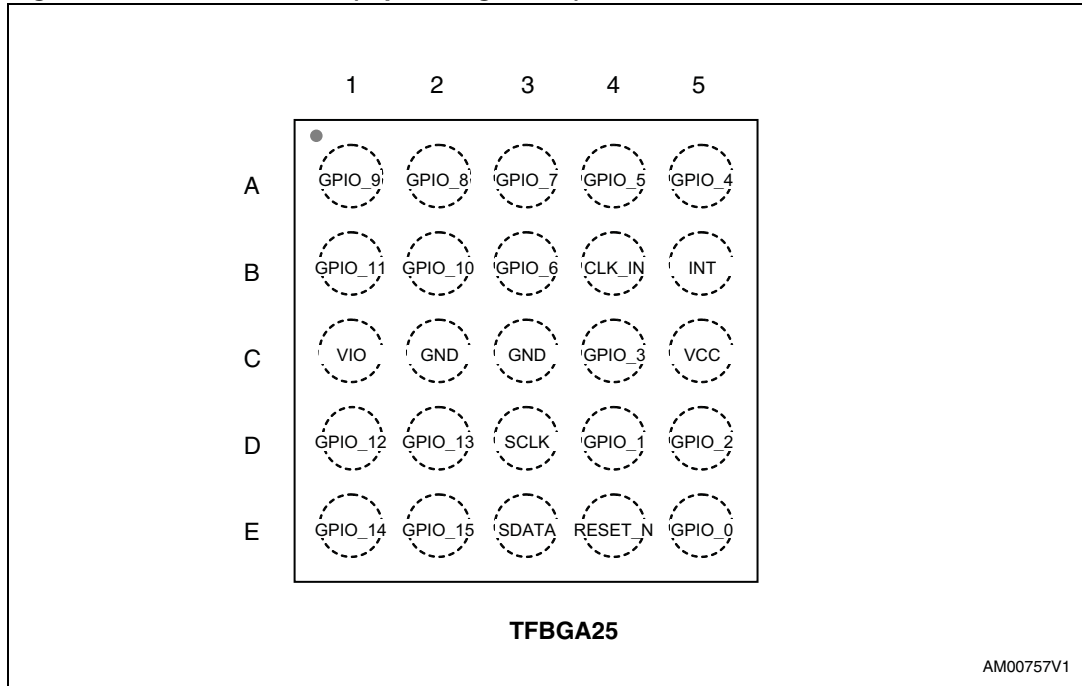 1 2 3 4 5
A GPIO_9 GPIO_8 GPIO_7 GPIO_5 GPIO_4
B GPIO_11 GPIO_10 GPIO_6 CLK_IN INT
C VIO GND GND GPIO_3 VCC
D GPIO_12 GPIO_13 SCLK GPIO_1 GPIO_2
E GPIO_14 GPIO_15 SDATA RESET_N GPIO_0
TFBGA25
AM00757V1